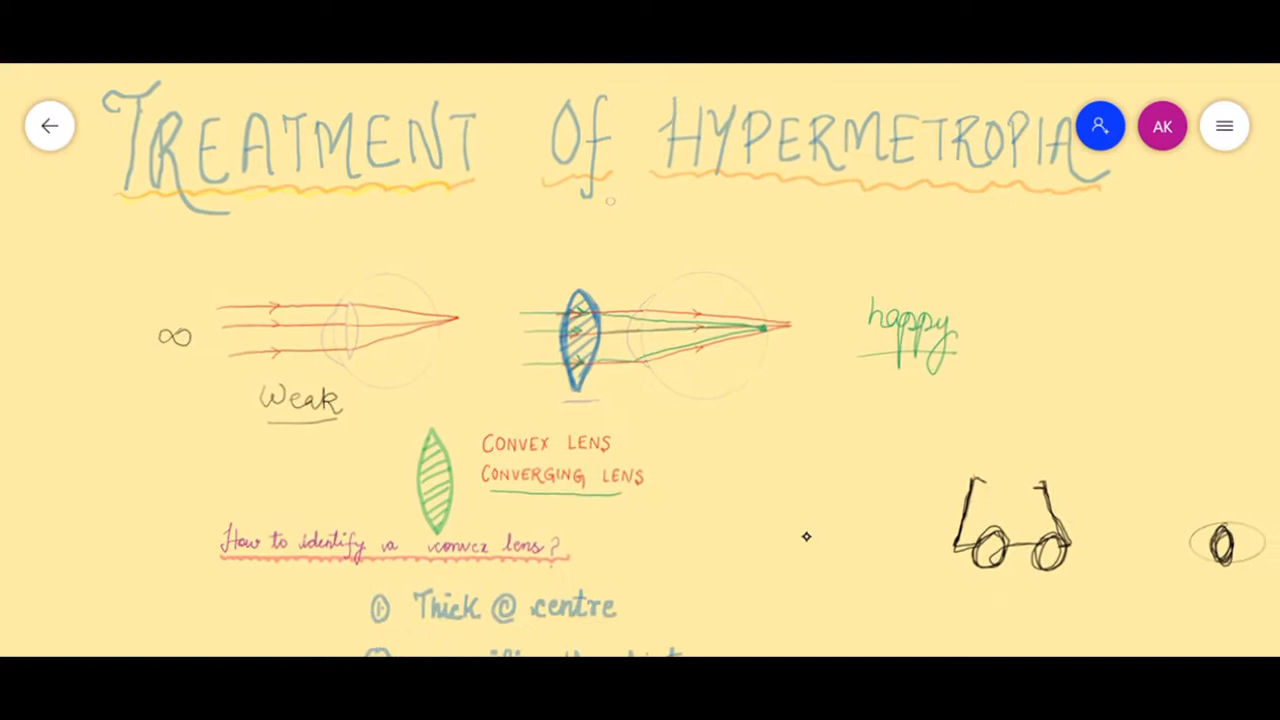 TREATMENT Of HYPERMETROPIA
AK
∞
Weak
happy
CONVEX LENS
CONVERGING LENS
How to identify a convex lens?
① Thick @ centre